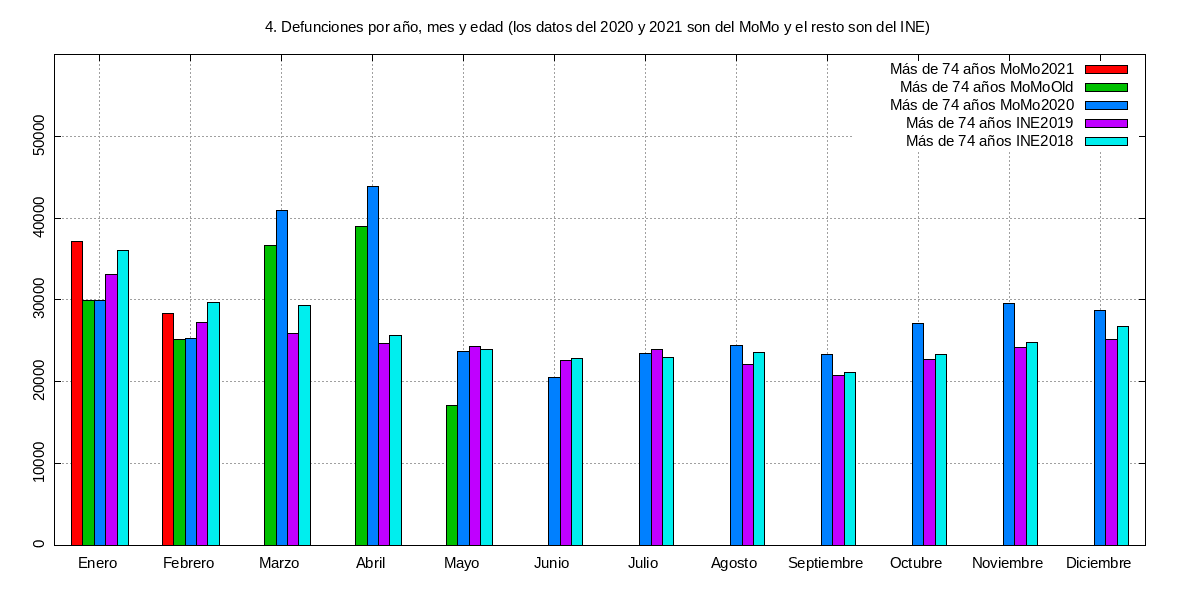 4. Defunciones por año, mes y edad (los datos del 2020 y 2021 son del MoMo y el resto son del INE)
Más de 74 años MoMo2021
Más de 74 años MoMoOld
Más de 74 años MoMo2020
Más de 74 años INE2019
Más de 74 años INE2018
50000
40000
30000
20000
10000
0
Enero Febrero Marzo Abril Mayo Junio Julio Agosto Septiembre Octubre Noviembre Diciembre